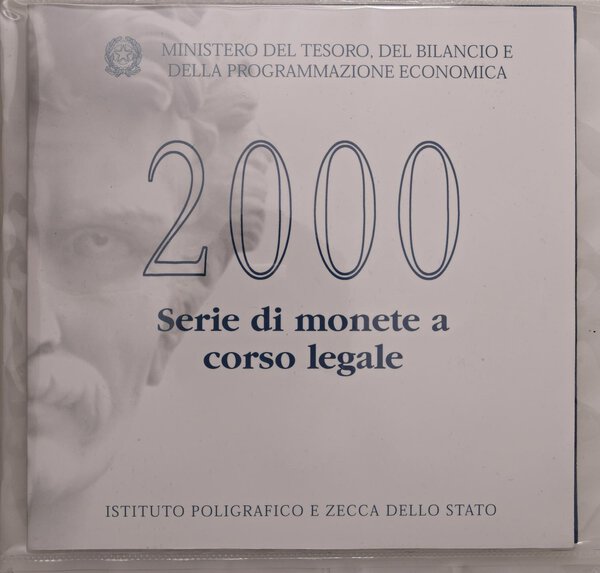 MINISTERO DEL TESORO, DEL BILANCIO E
DELLA PROGRAMMAZIONE ECONOMICA
2000
Serie di monete a
corso legale
ISTITUTO POLIGRAFICO E ZECCA DELLO STATO